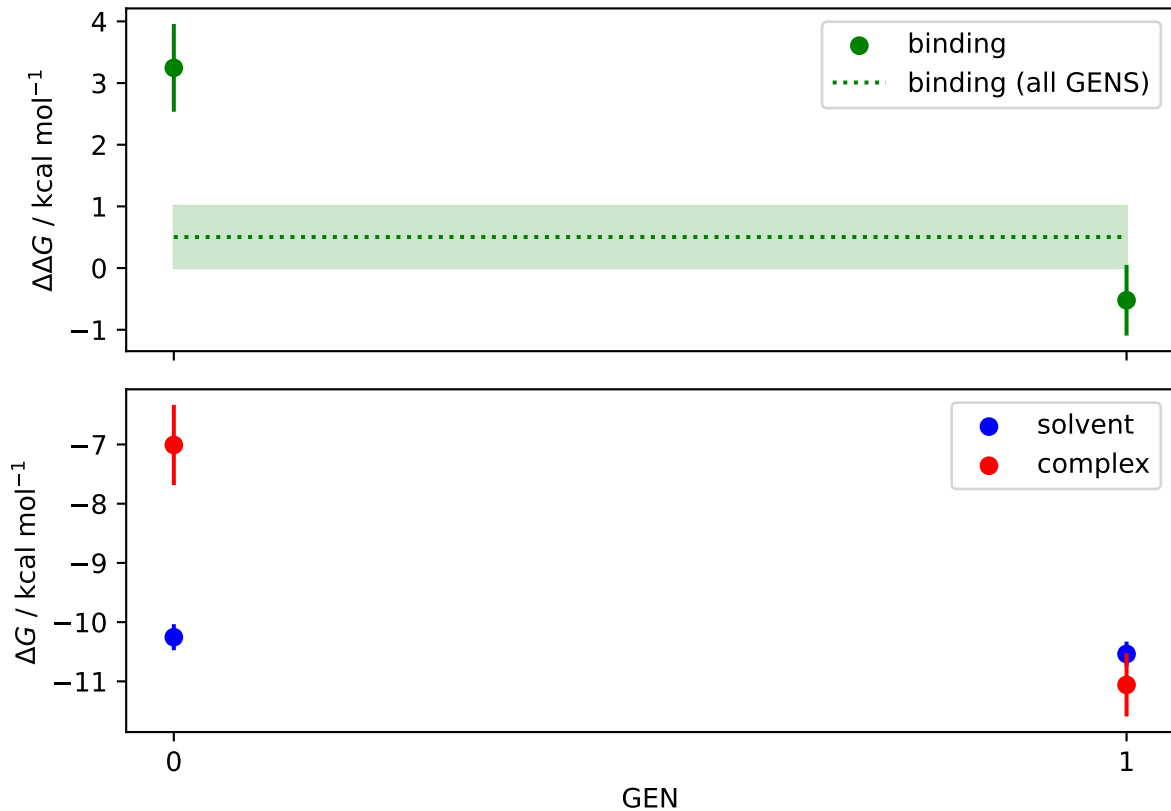 4
3
2
1
0
−1
ΔΔG / kcal mol⁻¹
binding
binding (all GENS)
−7
−8
−9
−10
−11
ΔG / kcal mol⁻¹
solvent
complex
0 1
GEN